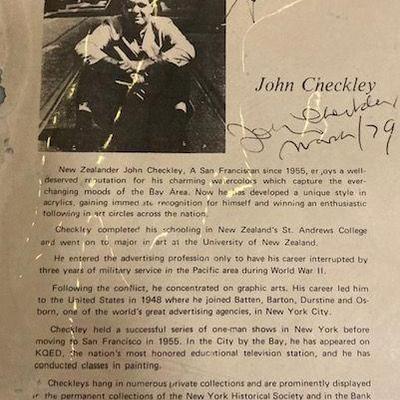 John Checkley
John Checkley
March/79
New Zealander John Checkley, A San Franciscan since 1955, enjoys a well-
deserved reputation for his charming watercolors which capture the ever-
changing moods of the Bay Area. Now he has developed a unique style in
acrylics, gaining immediate recognition for himself and winning an enthusiastic
following in art circles across the nation.
Checkley completed his schooling in New Zealand's St. Andrews College
and went on to major in art at the University of New Zealand.
He entered the advertising profession only to have his career interrupted by
three years of military service in the Pacific area during World War II.
Following the conflict, he concentrated on graphic arts. His career led him
to the United States in 1948 where he joined Batten, Barton, Durstine and Os-
born, one of the world's great advertising agencies, in New York City.
Checkley held a successful series of one-man shows in New York before
moving to San Francisco in 1955. In the City by the Bay, he has appeared on
KQED, the nation's most honored educational television station, and he has
conducted classes in painting.
Checkleys hang in numerous private collections and are prominently displayed
in the permanent collections of the New York Historical Society and in the Bank